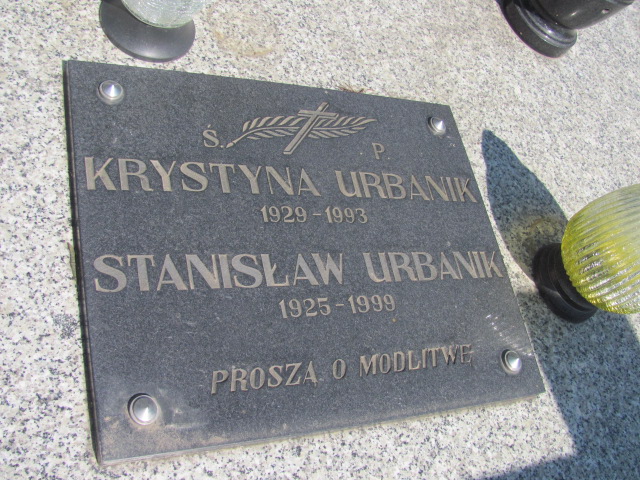 Ś. P.
KRYSTYNA URBANIK
1929-1993
STANISŁAW URBANIK
1925-1999
PROSZĄ O MODLITWĘ